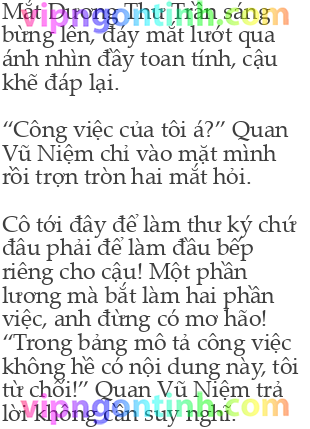 Mắt Dương Thư Trần sáng
bừng lên, đáy mắt lướt qua
ánh nhìn đầy toan tính, cậu
khẽ đáp lại.
“Công việc của tôi á?” Quan
Vũ Niệm chỉ vào mặt mình
rồi trợn tròn hai mắt hỏi.
Cô tới đây để làm thư ký chứ
đâu phải để làm đầu bếp
riêng cho cậu! Một phần
lương mà bắt làm hai phần
việc, anh đừng có mơ hão!
“Trong bảng mô tả công việc
không hề có nội dung này, tôi
từ chối!” Quan Vũ Niệm trả
lời không cần suy nghĩ.
vipngontinh.com
vipngontinh.com